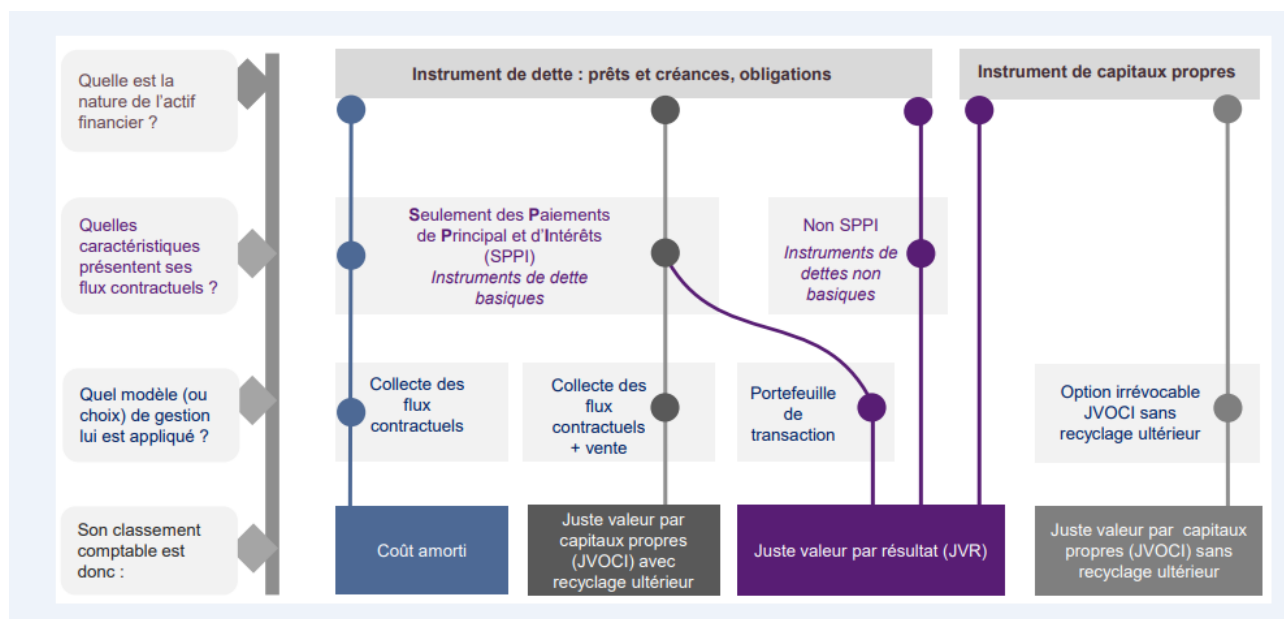 Quelle est la
nature de l'actif
financier ?
Instrument de dette : prêts et créances, obligations
Instrument de capitaux propres
Quelles
caractéristiques
présentent ses
flux contractuels ?
Seulement des Paiements
de Principal et d'Intérêts
(SPPI)
Instruments de dette
basiques
Non SPPI
Instruments de
dettes non
basiques
Quel modèle (ou
choix) de gestion
lui est appliqué ?
Collecte des
flux
contractuels
Collecte des
flux
contractuels
+ vente
Portefeuille
de
transaction
Option irrévocable
JVOCI sans
recyclage ultérieur
Son classement
comptable est
donc :
Coût amorti
Juste valeur par
capitaux propres
(JVOCI) avec
recyclage ultérieur
Juste valeur par résultat (JVR)
Juste valeur par capitaux
propres (JVOCI) sans
recyclage ultérieur